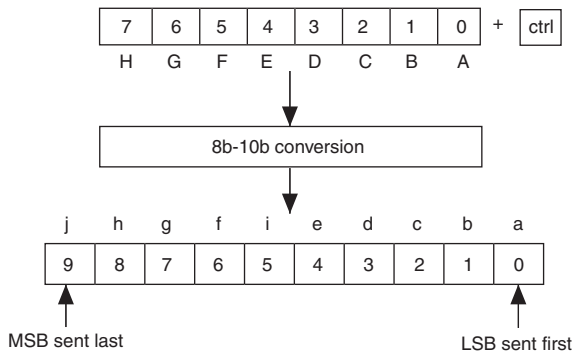 7 6 5 4 3 2 1 0 + ctrl
H G F E D C B A
8b-10b conversion
j h g f i e d c b a
9 8 7 6 5 4 3 2 1 0
MSB sent last LSB sent first